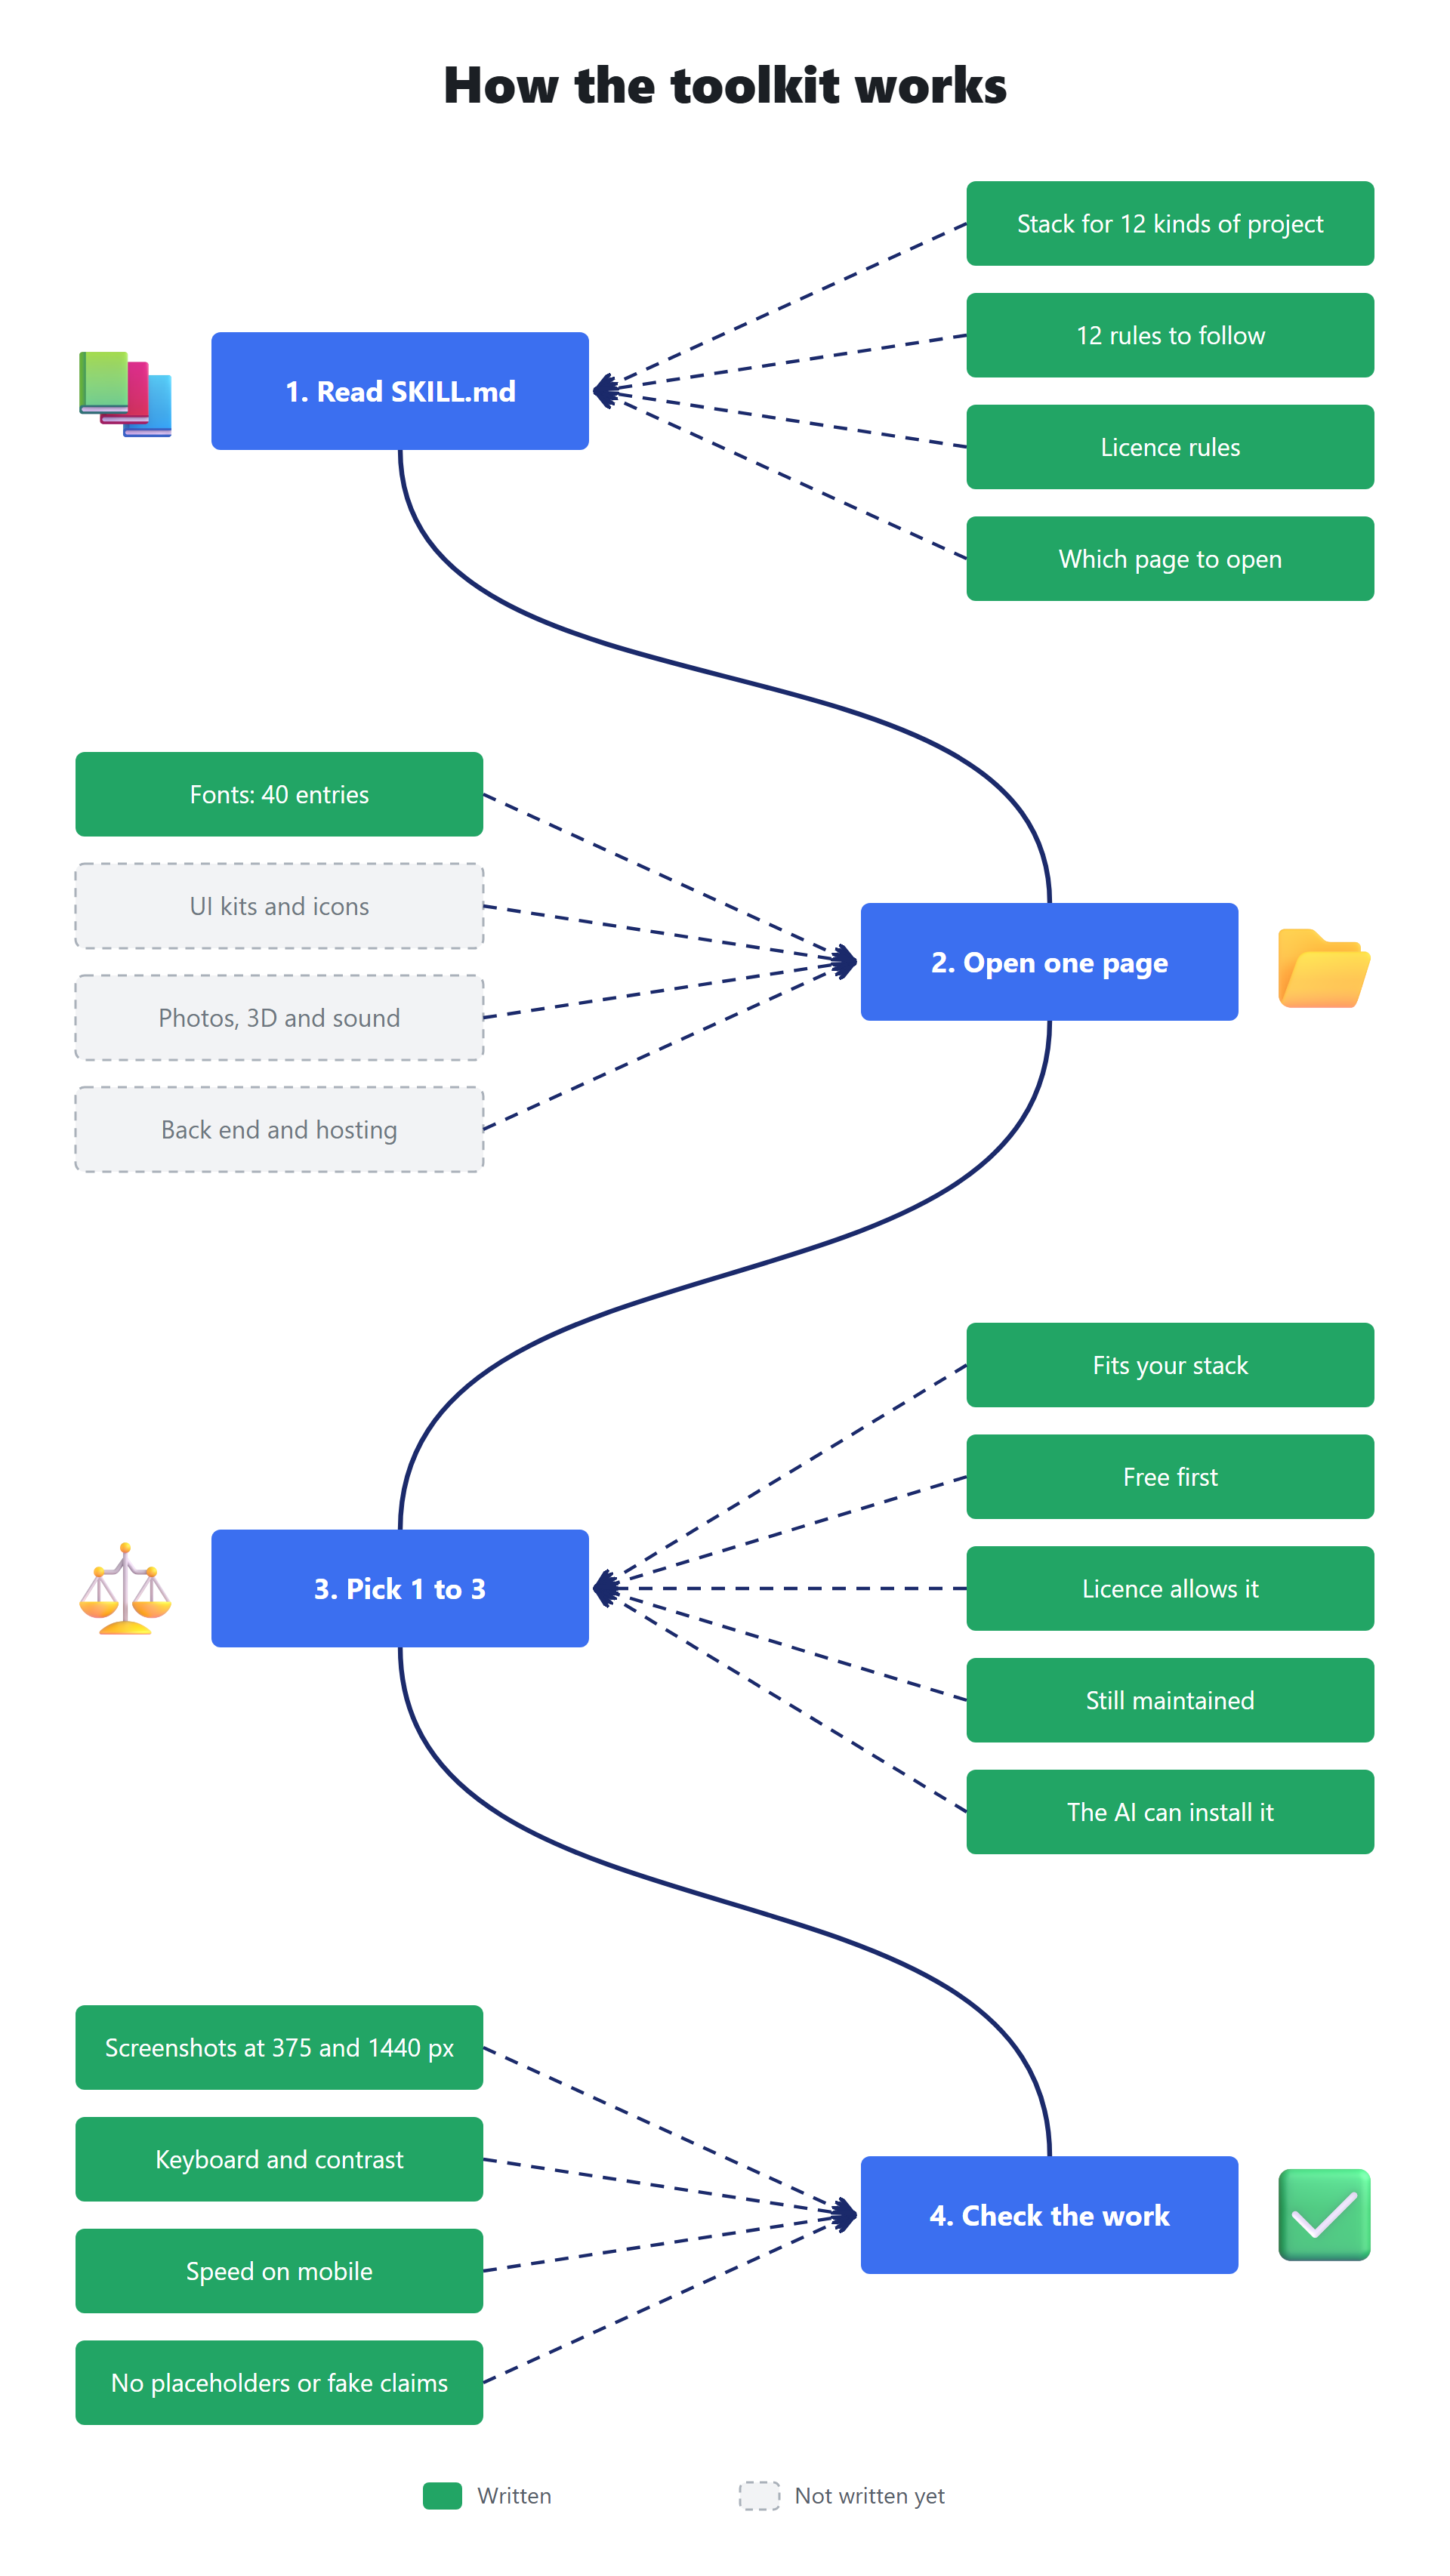 How the toolkit works
Stack for 12 kinds of project
12 rules to follow
1. Read SKILL.md
Licence rules
Which page to open
Fonts: 40 entries
UI kits and icons
2. Open one page
Photos, 3D and sound
Back end and hosting
Fits your stack
Free first
3. Pick 1 to 3
Licence allows it
Still maintained
The AI can install it
Screenshots at 375 and 1440 px
Keyboard and contrast
4. Check the work
Speed on mobile
No placeholders or fake claims
Written
Not written yet